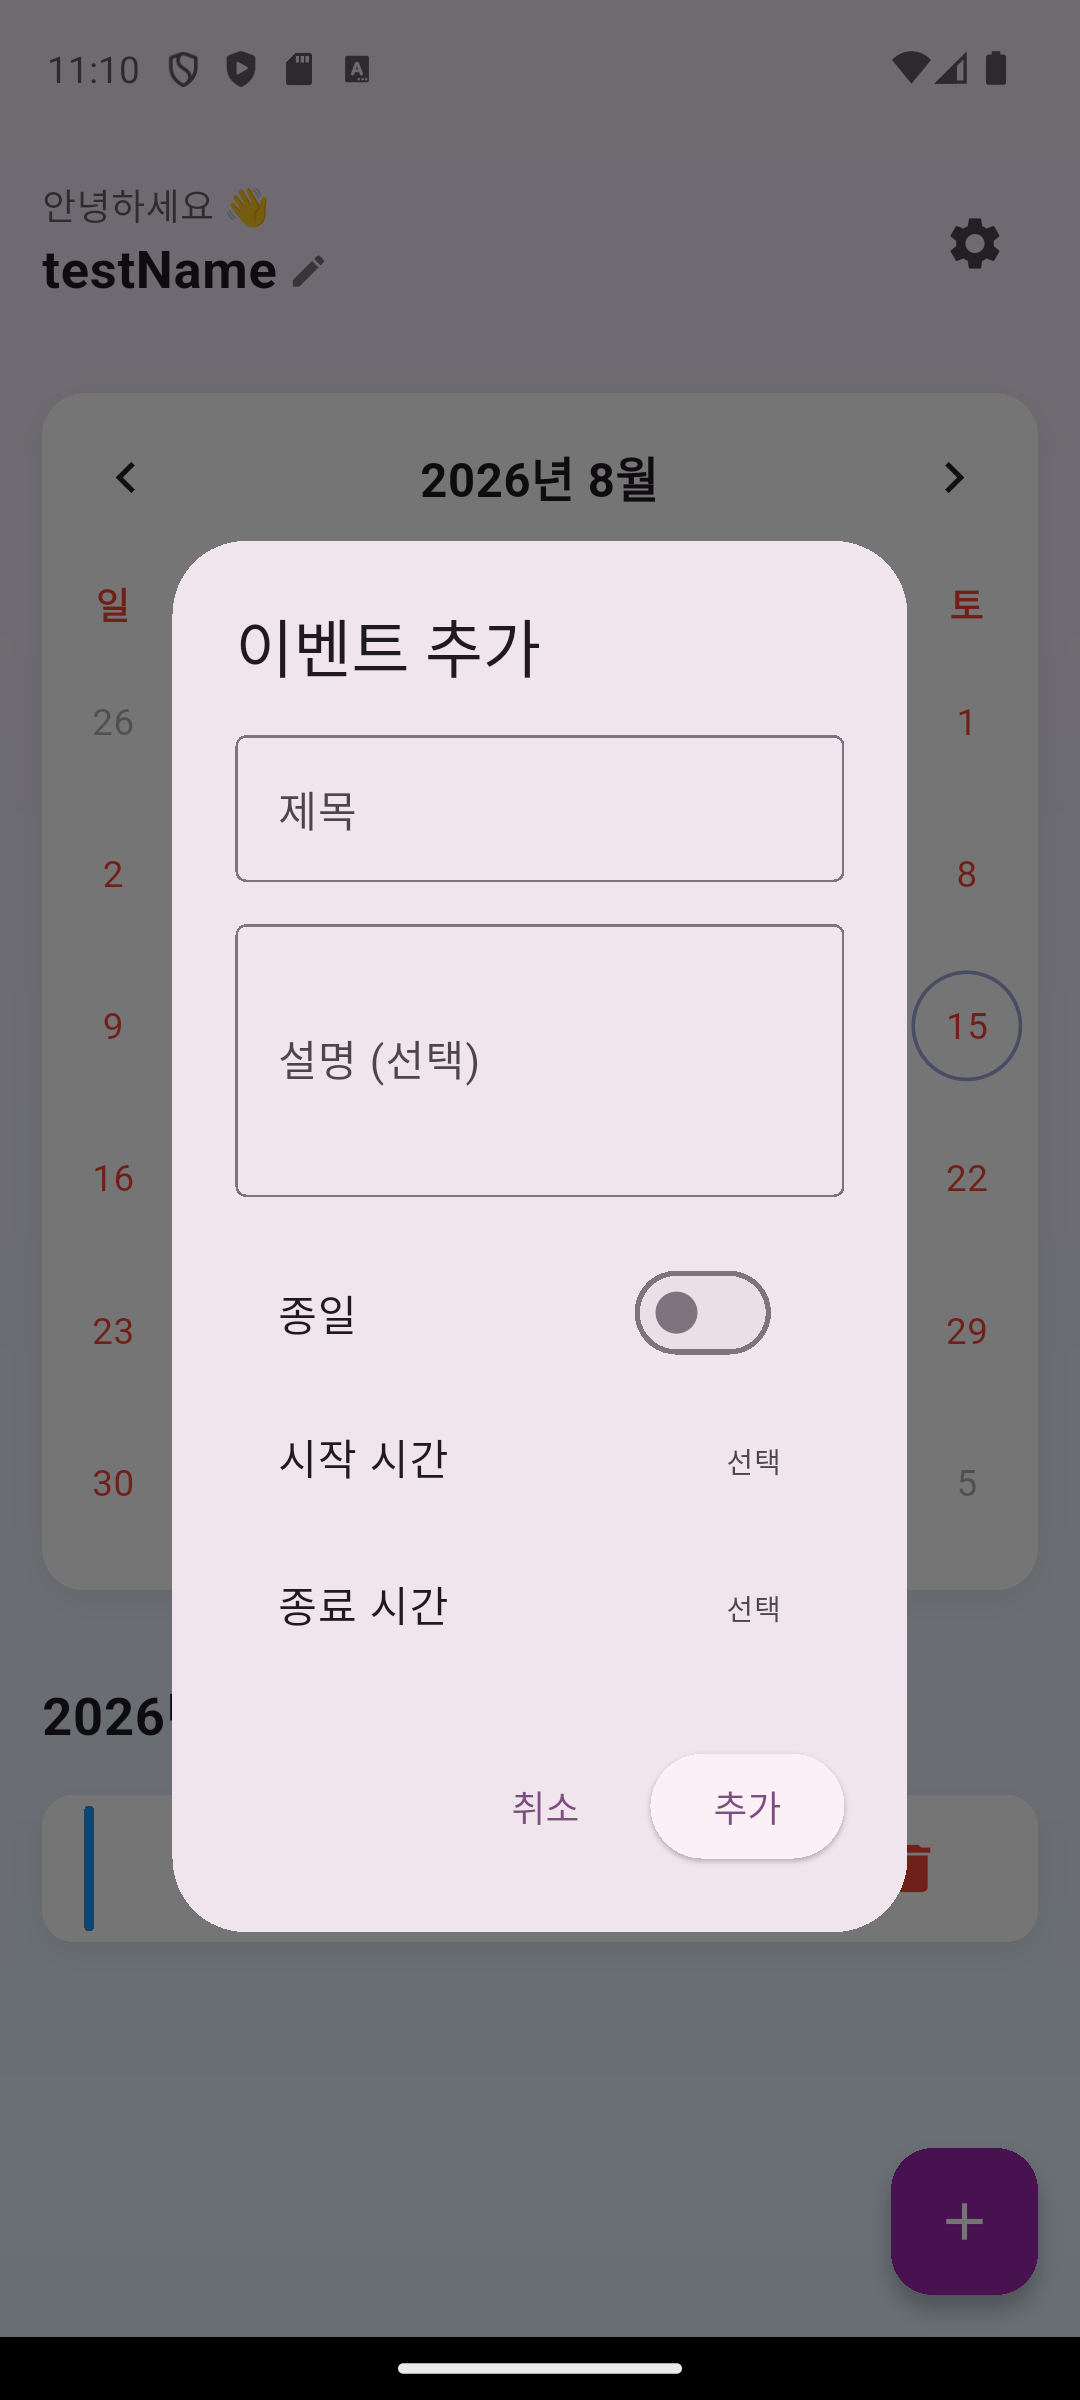 11:10
안녕하세요 👋
testName
2026년 8월
일 토
26 1
2 8
9 15
16 22
23 29
30 5
이벤트 추가
제목
설명 (선택)
종일
시작 시간 선택
종료 시간 선택
2026
취소 추가